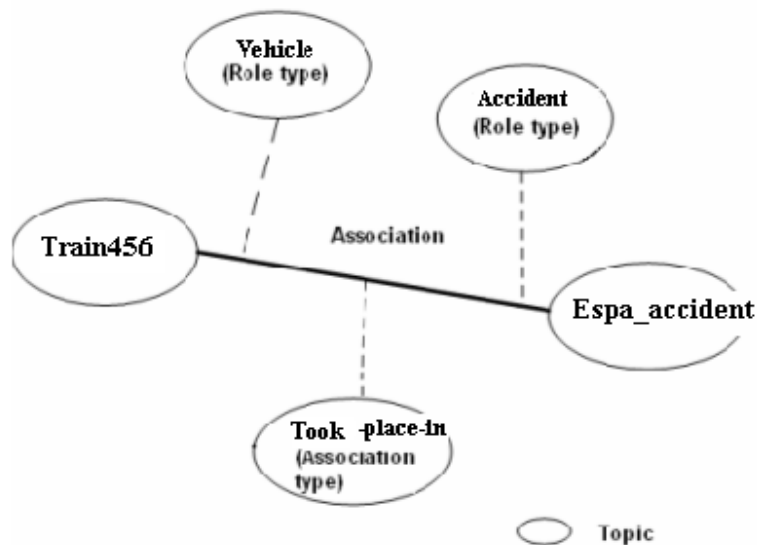 Vehicle
(Role type)
Accident
(Role type)
Train456
Association
Espa_accident
Took -place-in
(Association
type)
Topic